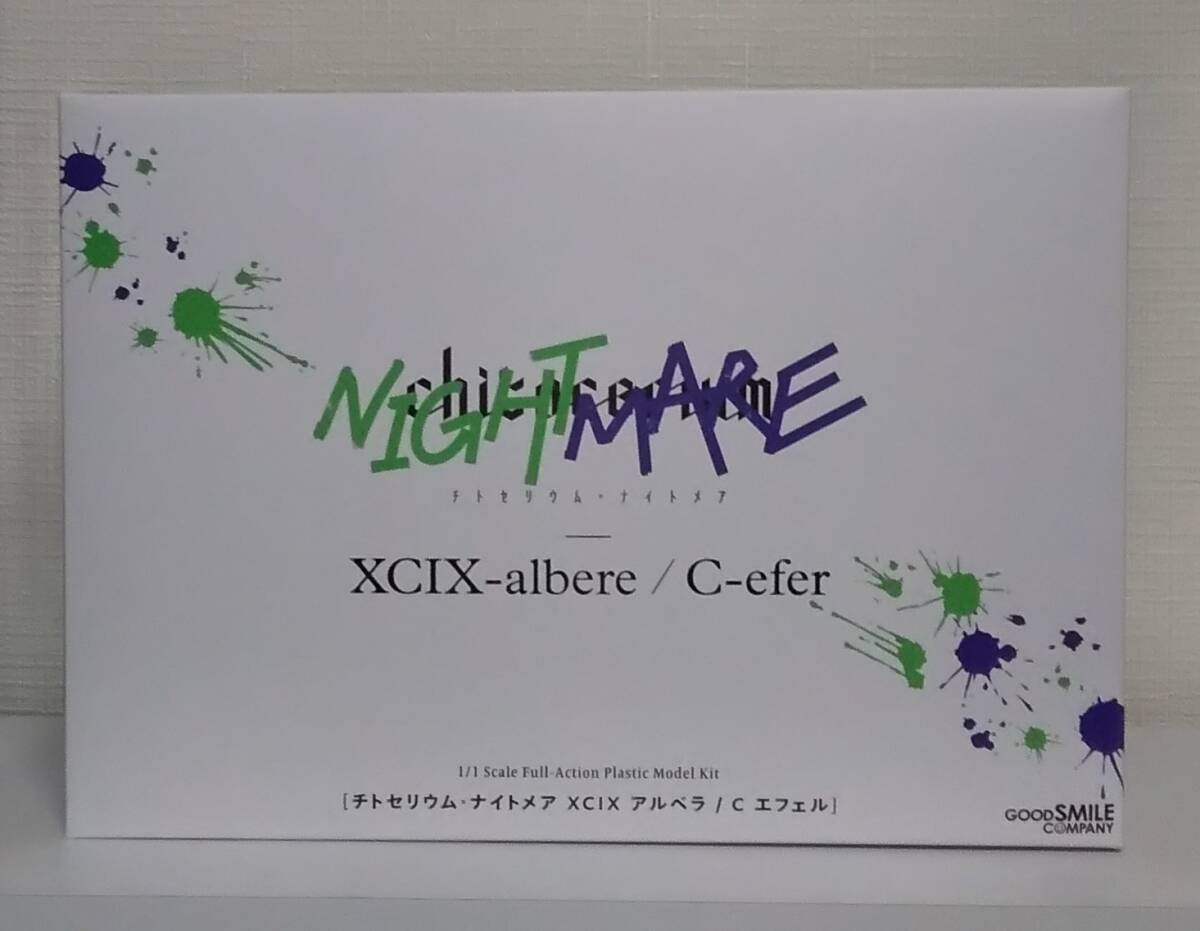 NIGHTMARE
チトセリウム・ナイトメア
XCIX-albere / C-efer
1/1 Scale Full-Action Plastic Model Kit
[チトセリウム・ナイトメア XCIX アルベラ / C エフェル]
GOOD SMILE
COMPANY